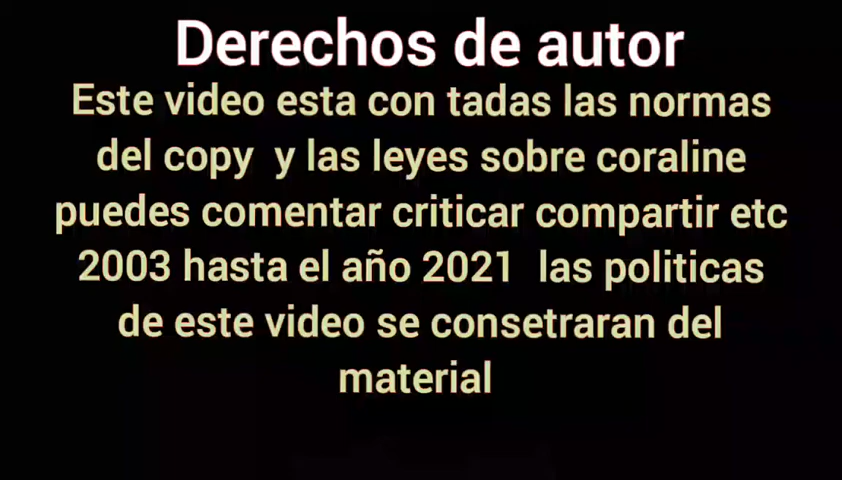 Derechos de autor
Este video esta con tadas las normas
del copy y las leyes sobre coraline
puedes comentar criticar compartir etc
2003 hasta el año 2021 las politicas
de este video se consetraran del
material